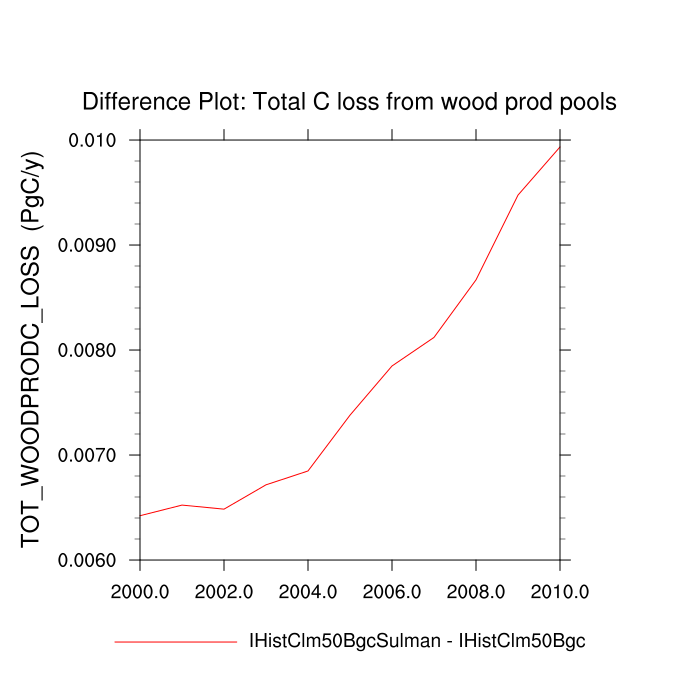 Difference Plot: Total C loss from wood prod pools
TOT_WOODPRODC_LOSS (PgC/y)
0.010
0.0090
0.0080
0.0070
0.0060
2000.0 2002.0 2004.0 2006.0 2008.0 2010.0
IHistClm50BgcSulman - IHistClm50Bgc